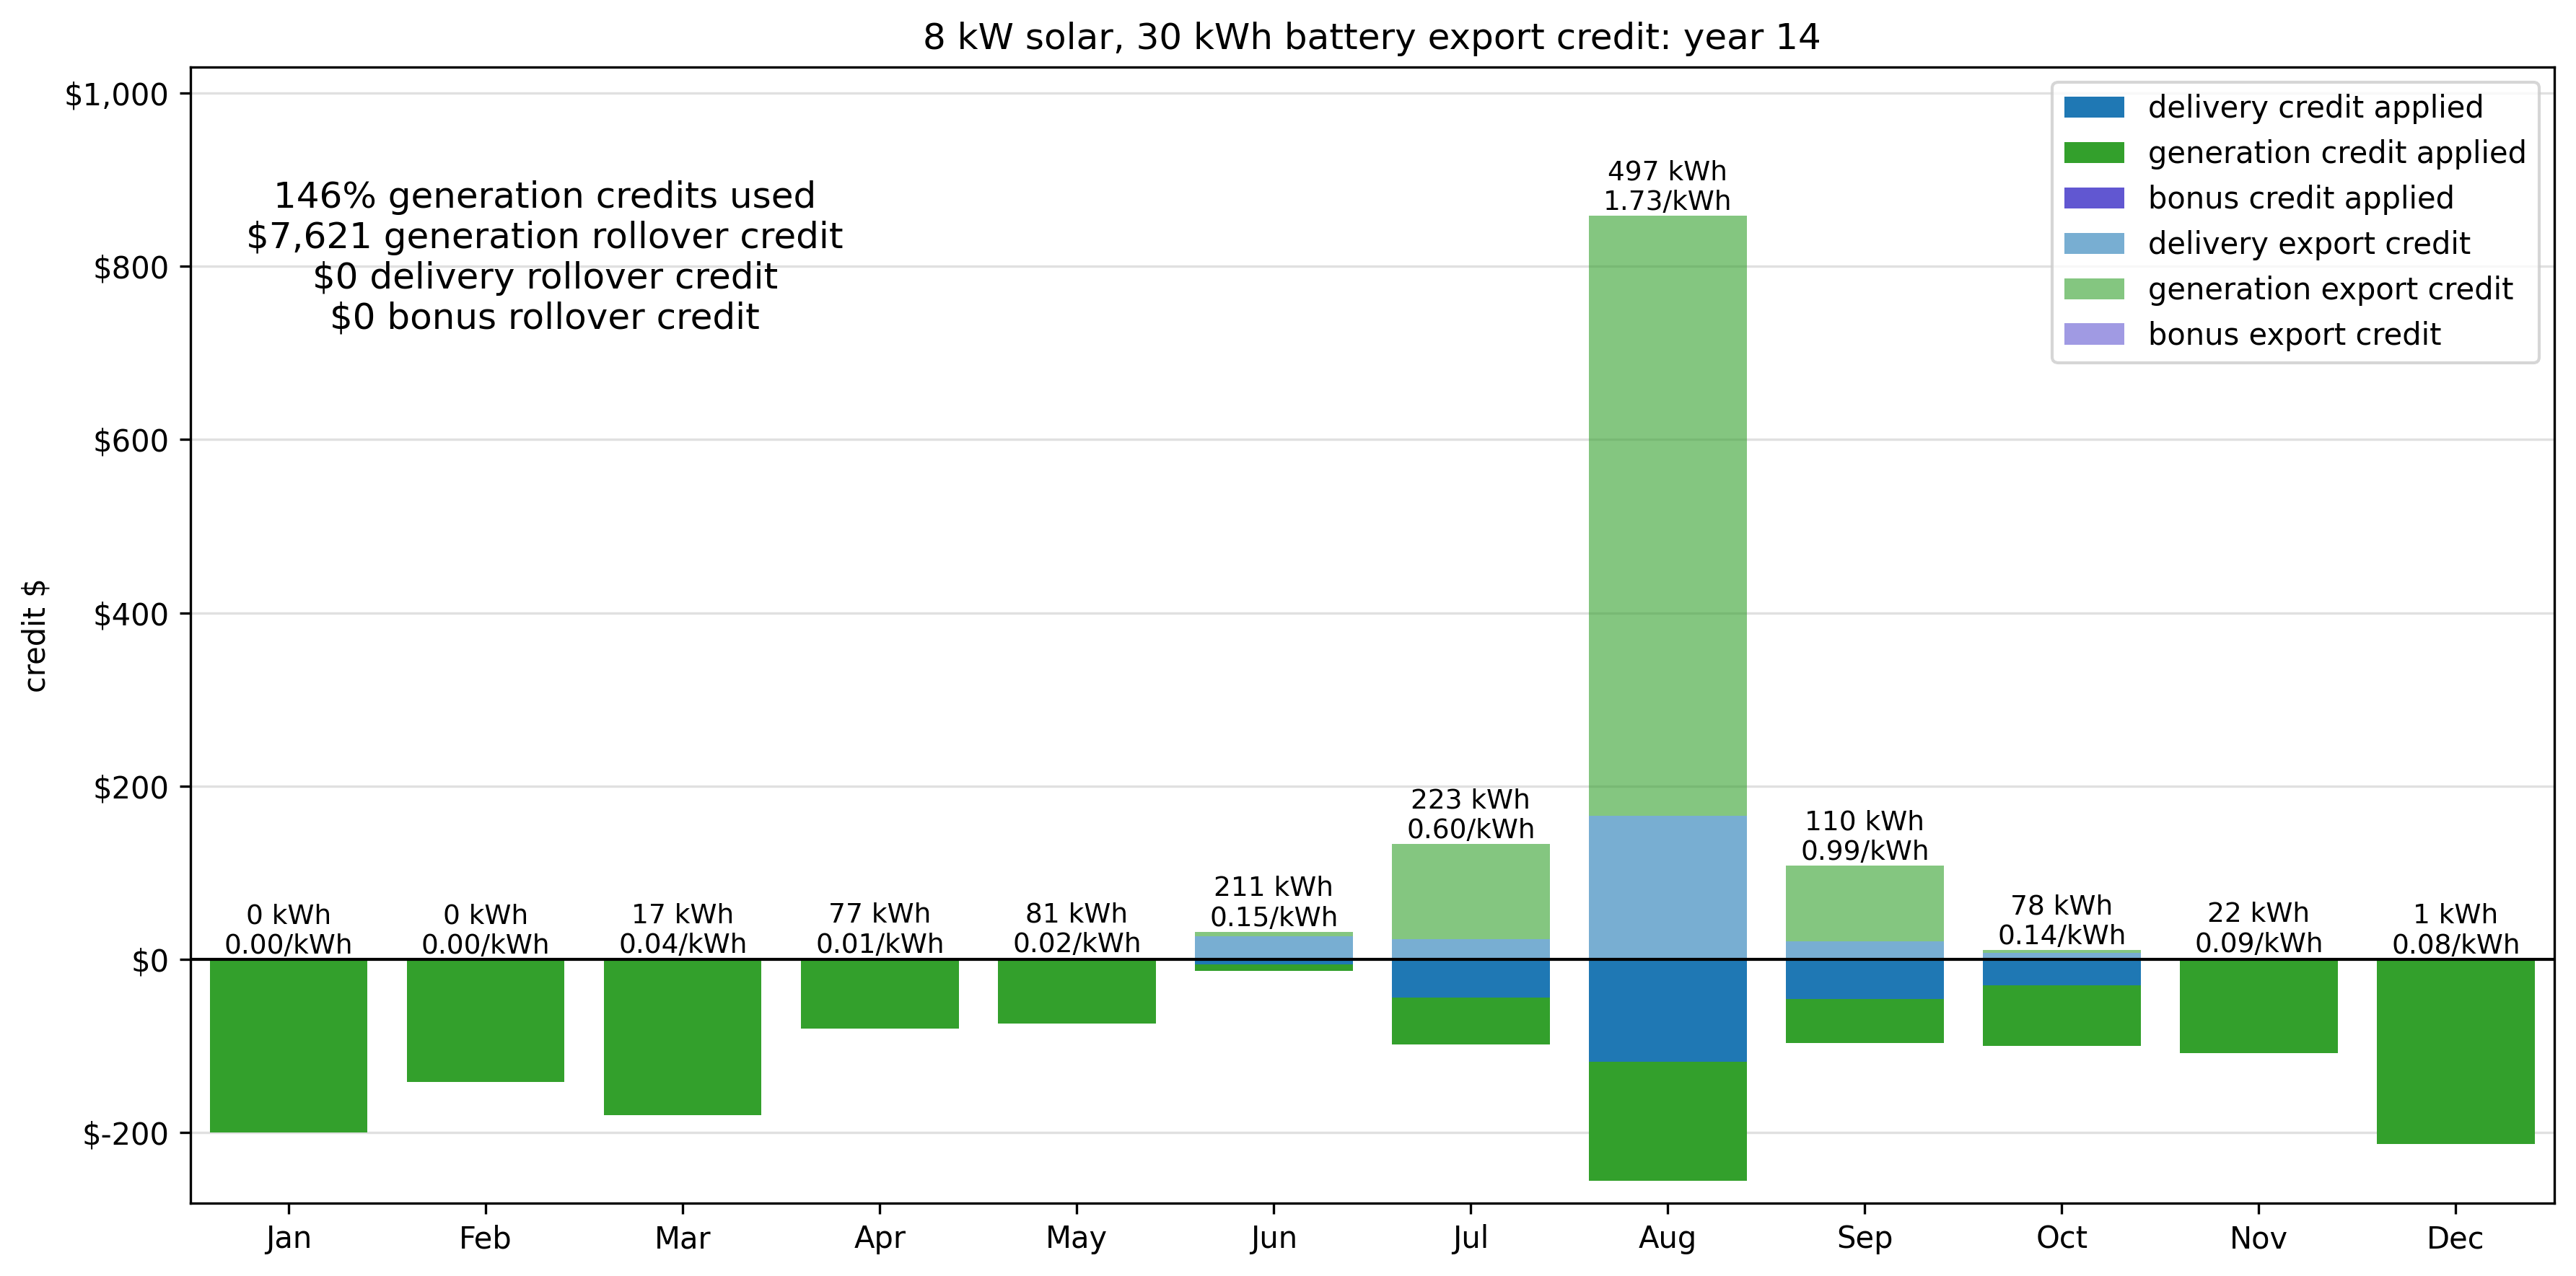 8 kW solar, 30 kWh battery export credit: year 14
$1,000
$800
$600
$400
$200
$0
$-200
credit $
146% generation credits used
$7,621 generation rollover credit
$0 delivery rollover credit
$0 bonus rollover credit
delivery credit applied
generation credit applied
bonus credit applied
delivery export credit
generation export credit
bonus export credit
0 kWh
0.00/kWh
0 kWh
0.00/kWh
17 kWh
0.04/kWh
77 kWh
0.01/kWh
81 kWh
0.02/kWh
211 kWh
0.15/kWh
223 kWh
0.60/kWh
497 kWh
1.73/kWh
110 kWh
0.99/kWh
78 kWh
0.14/kWh
22 kWh
0.09/kWh
1 kWh
0.08/kWh
Jan
Feb
Mar
Apr
May
Jun
Jul
Aug
Sep
Oct
Nov
Dec